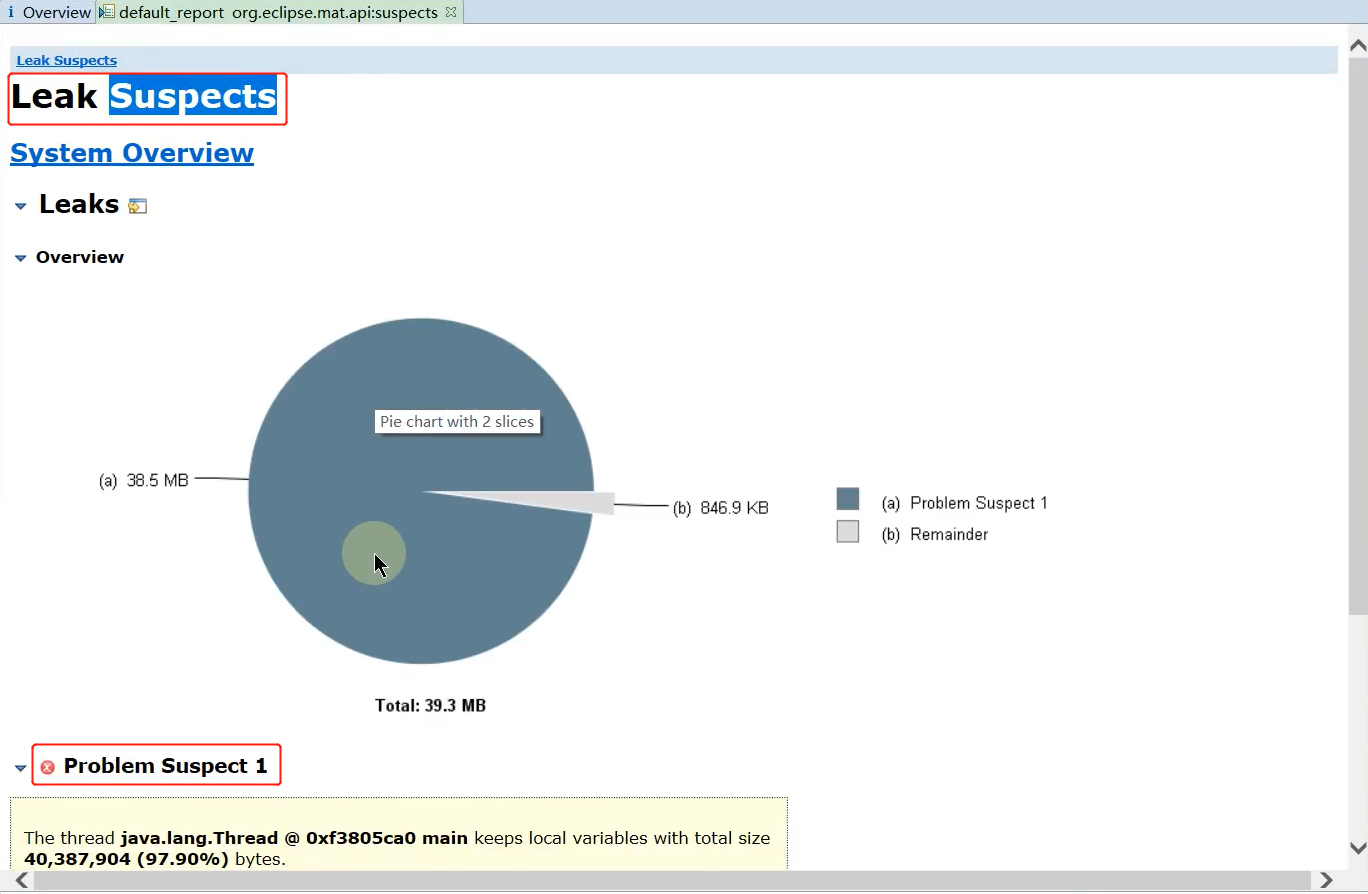 i Overview default_report org.eclipse.mat.api:suspects
Leak Suspects
Leak Suspects
System Overview
Leaks
Overview
Pie chart with 2 slices
(a) 38.5 MB
(b) 846.9 KB
(a) Problem Suspect 1
(b) Remainder
Total: 39.3 MB
Problem Suspect 1
The thread java.lang.Thread @ 0xf3805ca0 main keeps local variables with total size
40,387,904 (97.90%) bytes.